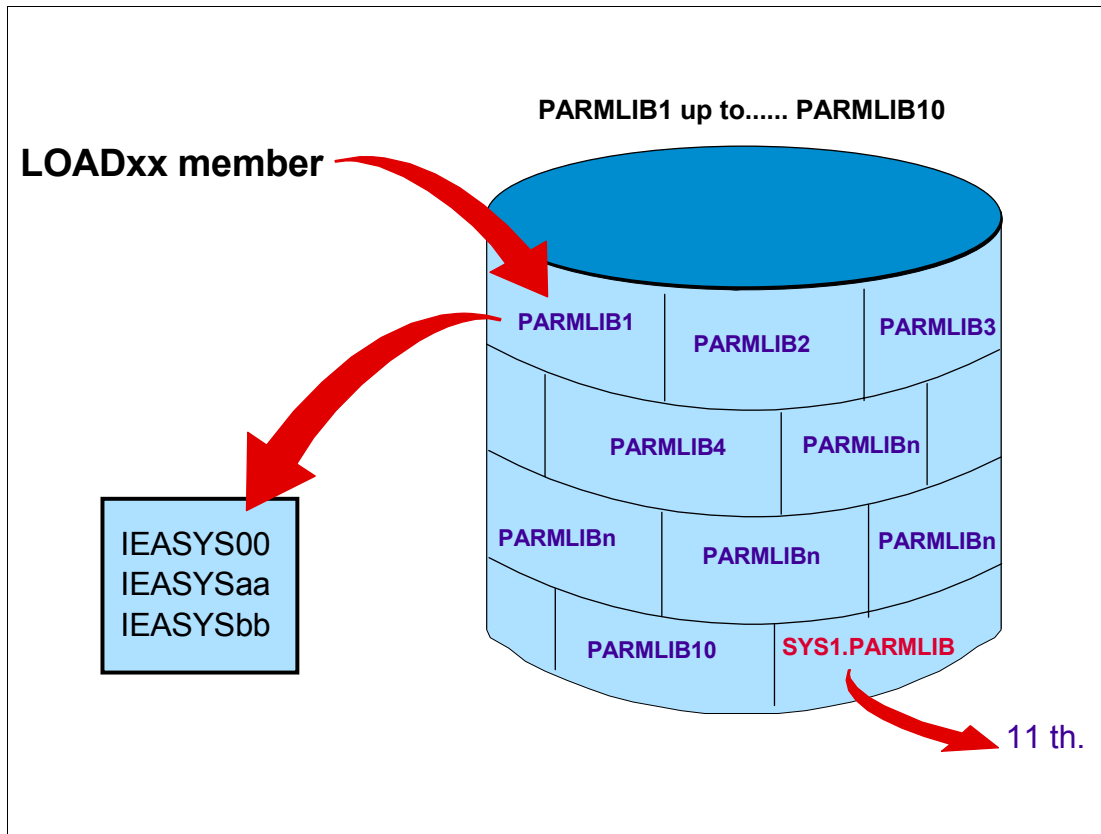 PARMLIB1 up to...... PARMLIB10
LOADxx member
PARMLIB1
PARMLIB2
PARMLIB3
PARMLIB4
PARMLIBn
PARMLIBn
PARMLIBn
PARMLIBn
PARMLIB10
SYS1.PARMLIB
11 th.
IEASYS00
IEASYSaa
IEASYSbb